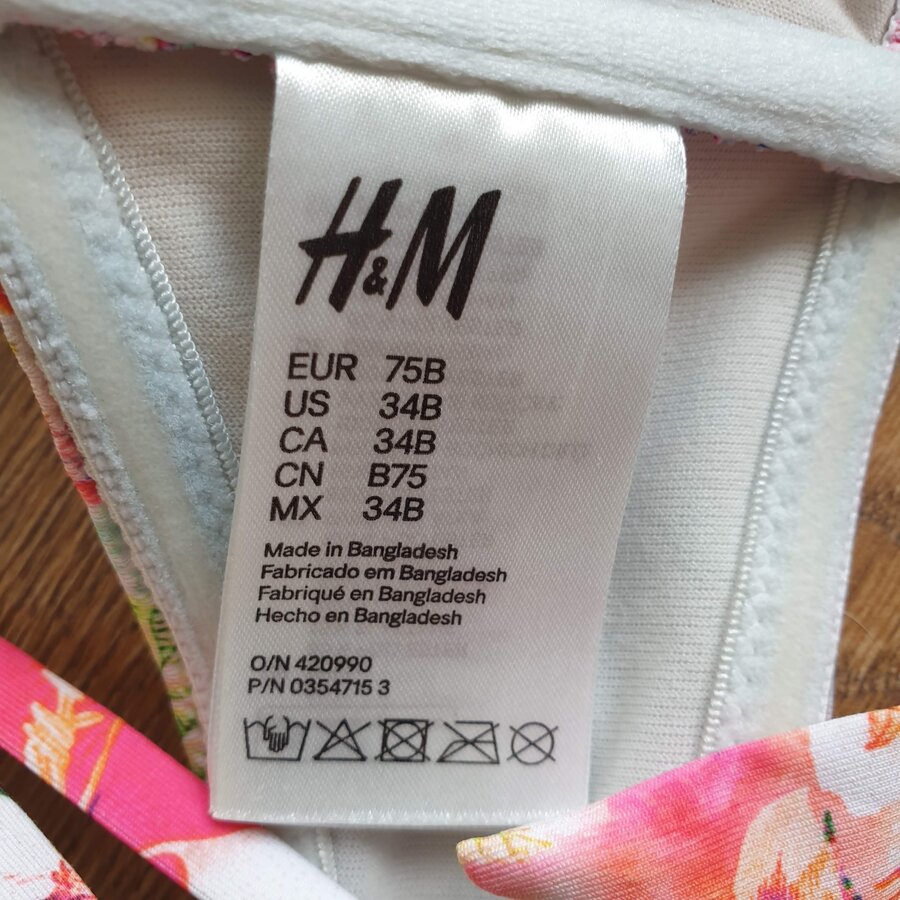 H&M
EUR 75B
US 34B
CA 34B
CN B75
MX 34B
Made in Bangladesh
Fabricado em Bangladesh
Fabriqué en Bangladesh
Hecho en Bangladesh
O/N 420990
P/N 0354715 3